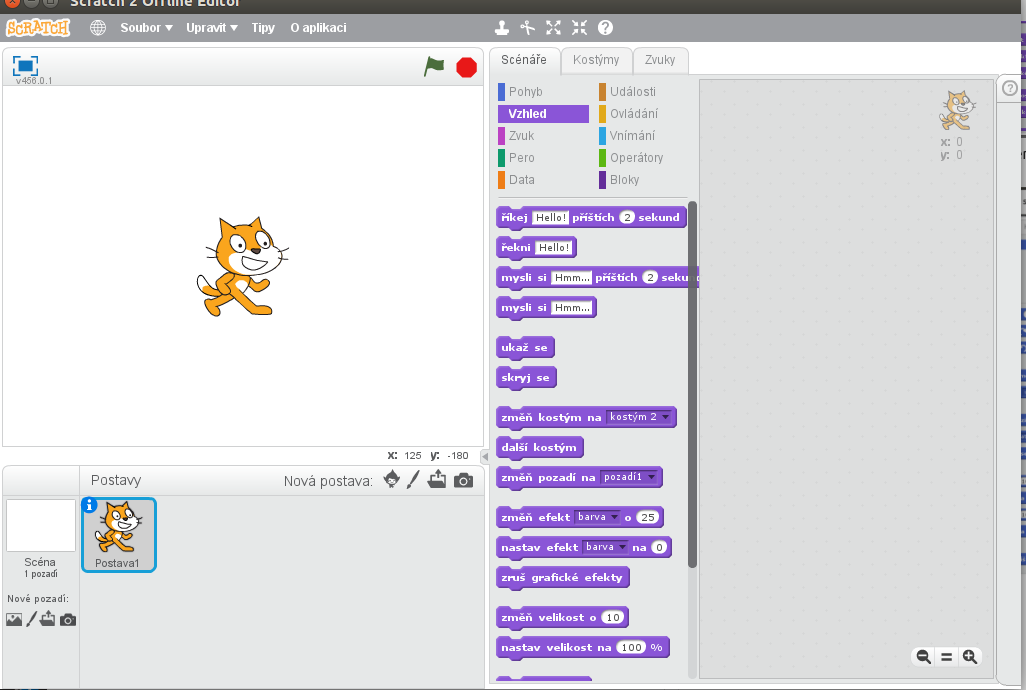 Scratch 2 Offline Editor
SCRATCH Soubor Upravit Tipy O aplikaci
v456.0.1
Scénáře Kostýmy Zvuky
Pohyb Události
Vzhled Ovládání
Zvuk Vnímání
Pero Operátory
Data Bloky
x: 0
y: 0
říkej Hello! příštích 2 sekund
řekni Hello!
mysli si Hmm... příštích 2 seku
mysli si Hmm...
ukaž se
skryj se
změň kostým na kostým 2
další kostým
změň pozadí na pozadí1
změň efekt barva o 25
nastav efekt barva na 0
zruš grafické efekty
změň velikost o 10
nastav velikost na 100 %
x: 125 y: -180
Postavy Nová postava:
Scéna
1 pozadí
Postava1
Nové pozadí: